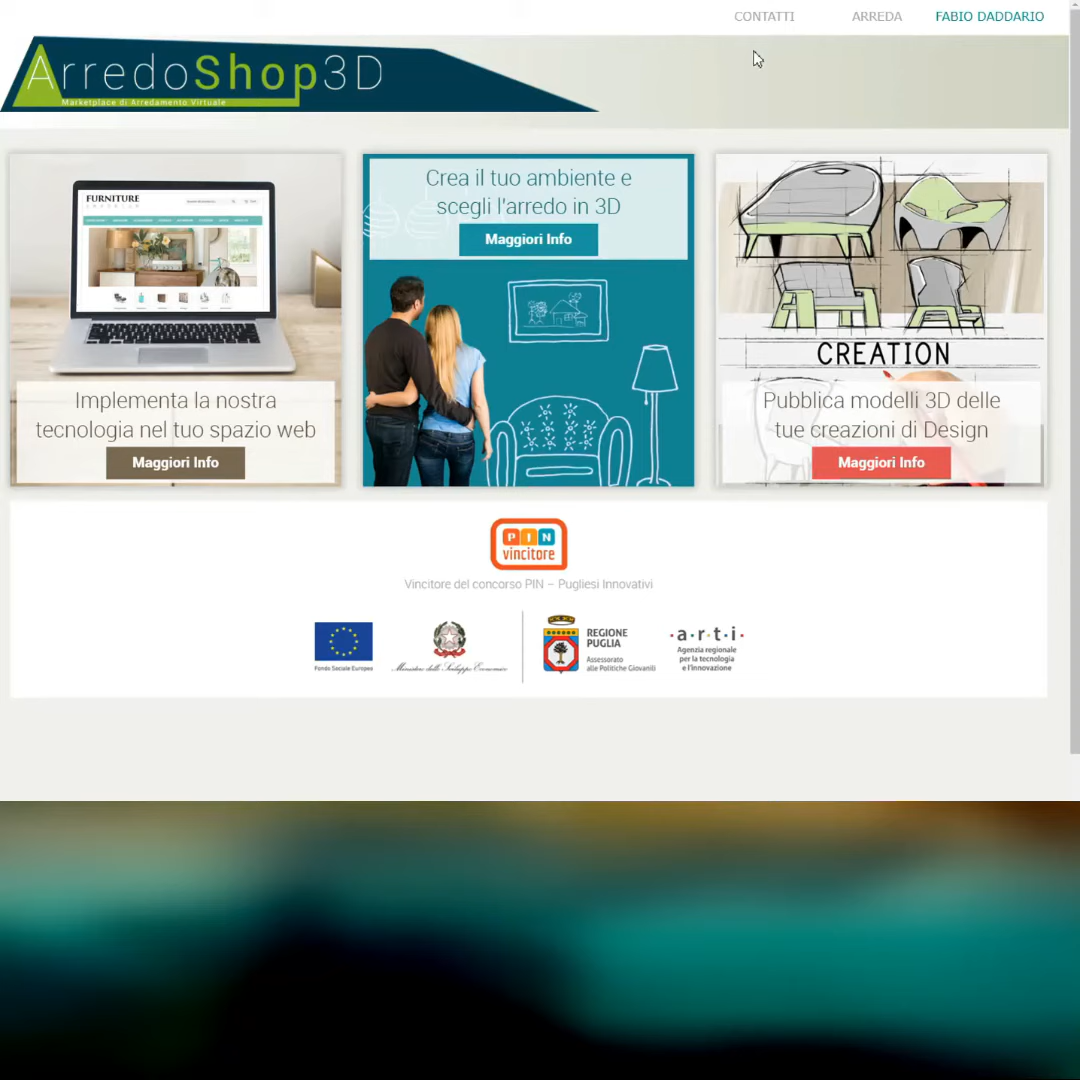 CONTATTI
ARREDA
FABIO DADDARIO
ArredoShop3D
Marketplace di Arredamento Virtuale
FURNITURE
Implementa la nostra
tecnologia nel tuo spazio web
Maggiori Info
Crea il tuo ambiente e
scegli l'arredo in 3D
Maggiori Info
CREATION
Pubblica modelli 3D delle
tue creazioni di Design
Maggiori Info
PIN
vincitore
Vincitore del concorso PIN – Pugliesi Innovativi
Fondo Sociale Europeo
Ministero dello Sviluppo Economico
REGIONE
PUGLIA
Assessorato
alle Politiche Giovanili
·a·r·t·i·
Agenzia regionale
per la tecnologia
e l'innovazione